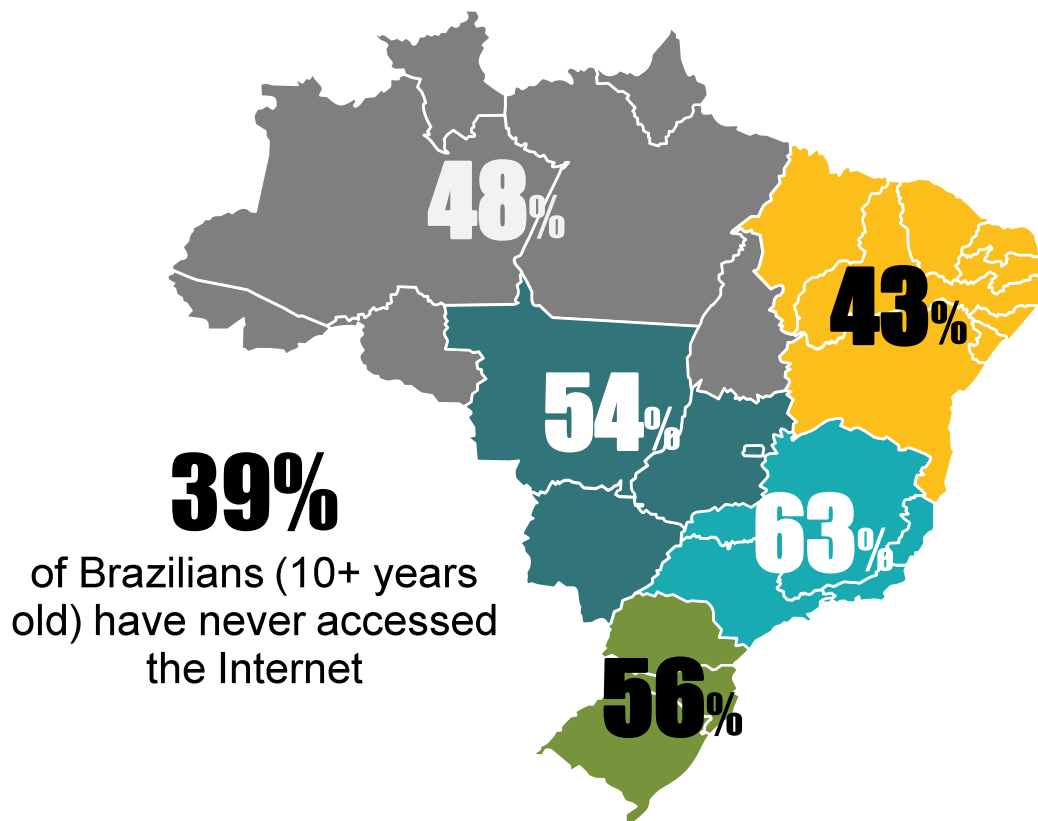 48%
43%
54%
39%
of Brazilians (10+ years
old) have never accessed
the Internet
63%
56%